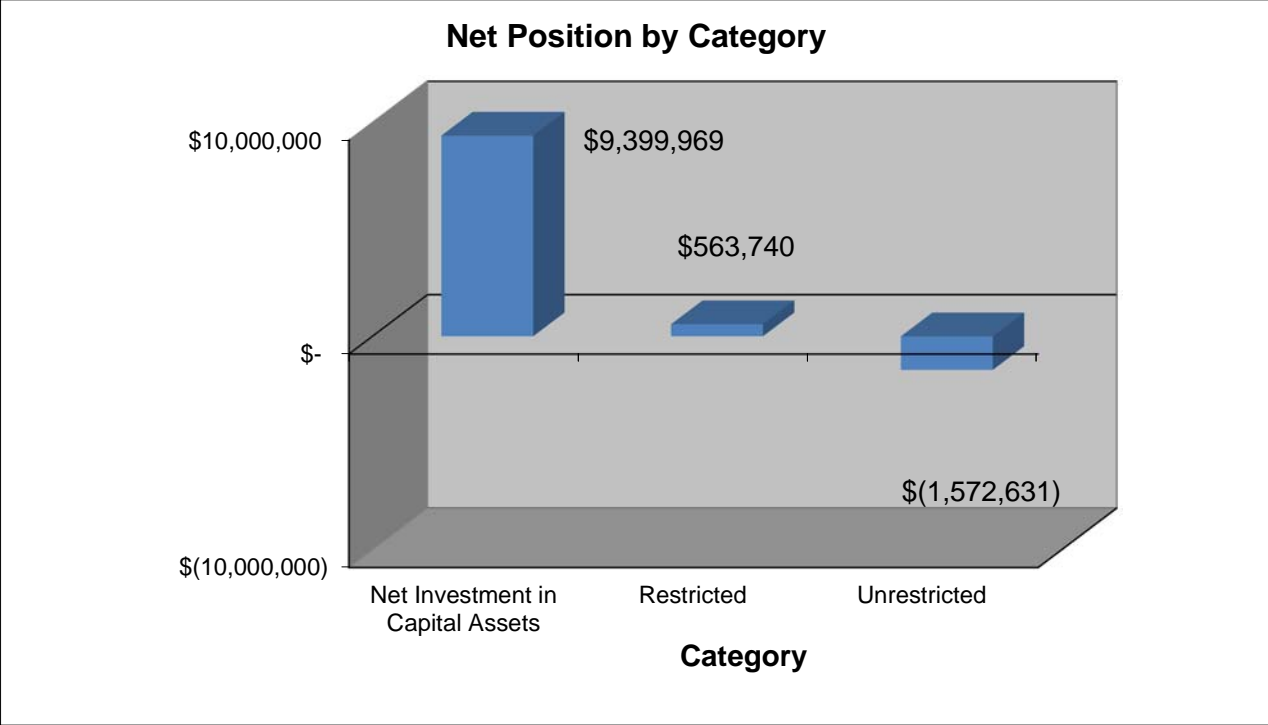 Net Position by Category
$10,000,000
$9,399,969
$563,740
$-
$(1,572,631)
$(10,000,000)
Net Investment in
Capital Assets
Restricted
Unrestricted
Category